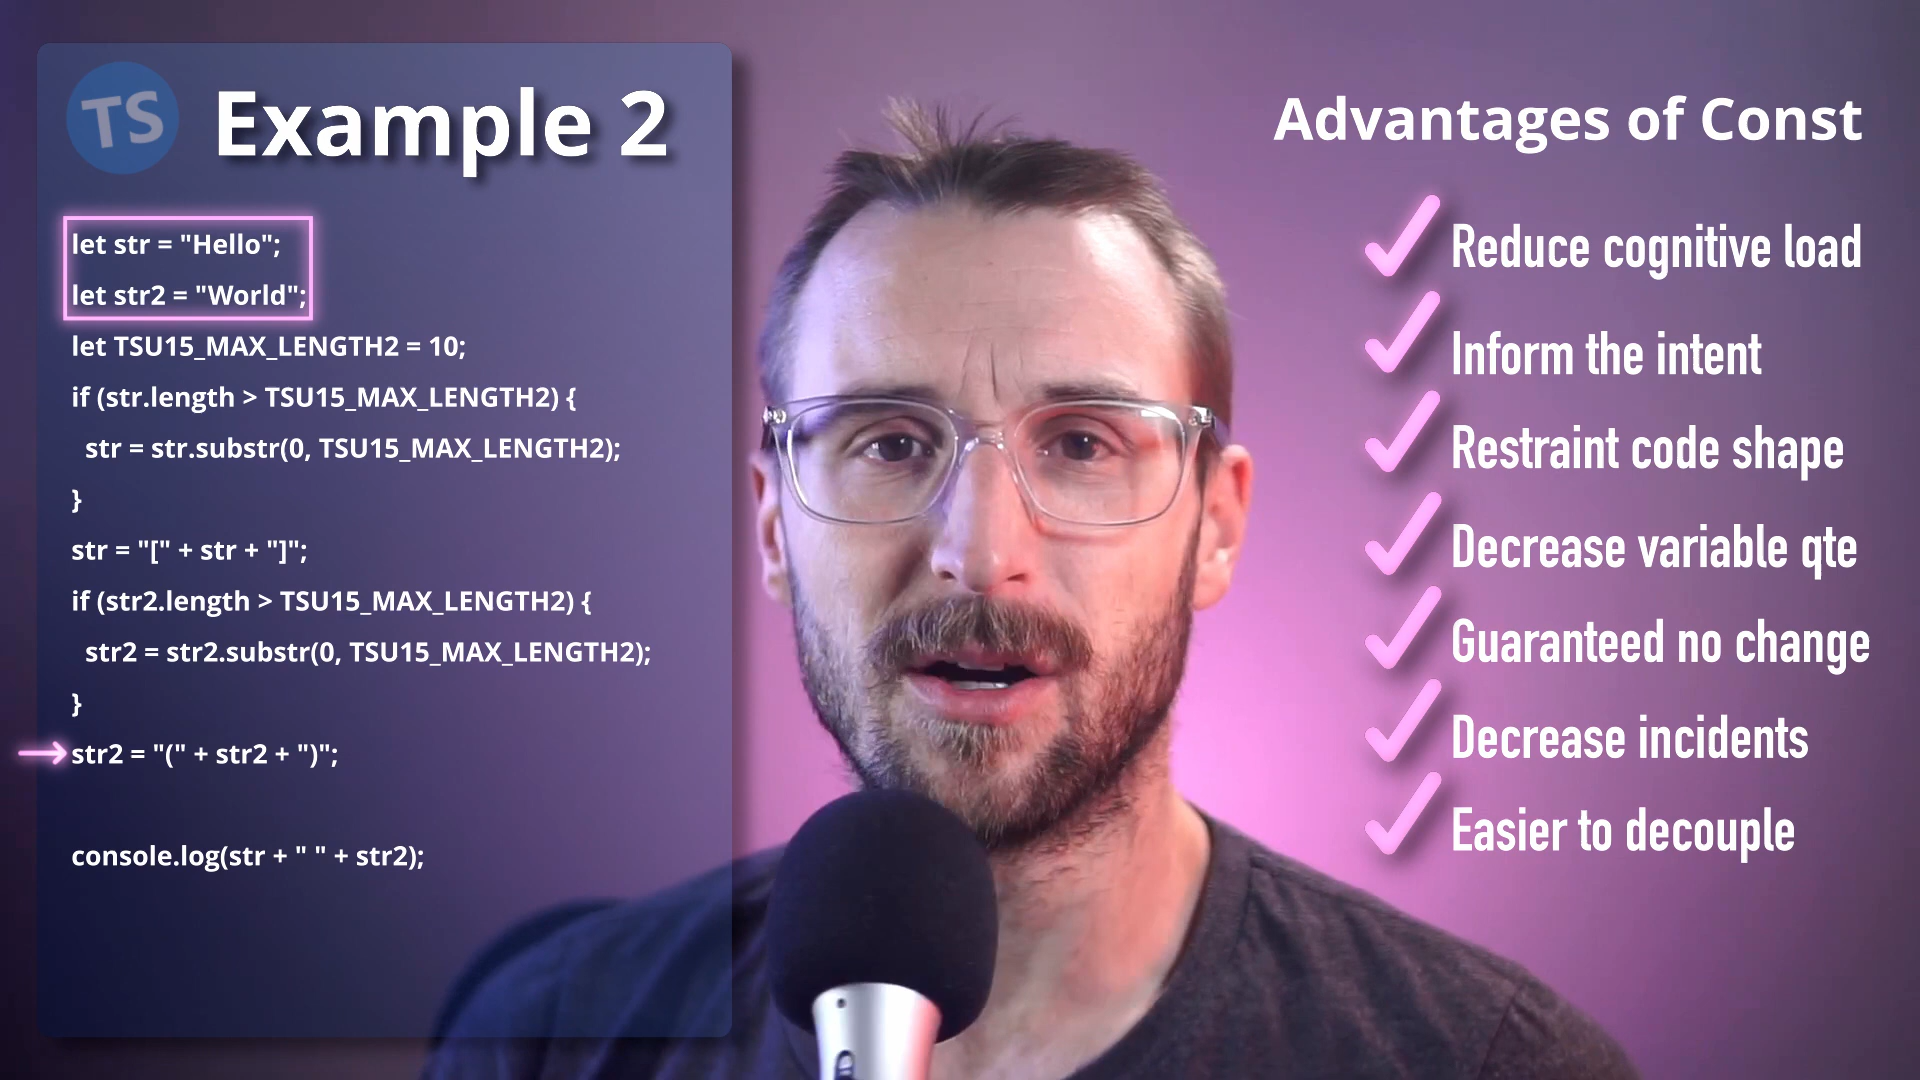 TS
Example 2
let str = "Hello";
let str2 = "World";
let TSU15_MAX_LENGTH2 = 10;
if (str.length > TSU15_MAX_LENGTH2) {
  str = str.substr(0, TSU15_MAX_LENGTH2);
}
str = "[" + str + "]";
if (str2.length > TSU15_MAX_LENGTH2) {
  str2 = str2.substr(0, TSU15_MAX_LENGTH2);
}
str2 = "(" + str2 + ")";
console.log(str + " " + str2);
Advantages of Const
Reduce cognitive load
Inform the intent
Restraint code shape
Decrease variable qte
Guaranteed no change
Decrease incidents
Easier to decouple